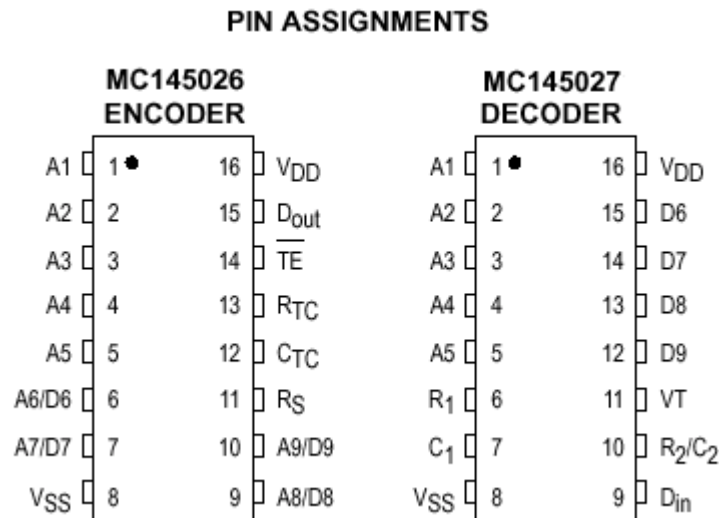 PIN ASSIGNMENTS
MC145026
ENCODER
A1 1 16 VDD
A2 2 15 Dout
A3 3 14 TE
A4 4 13 RTC
A5 5 12 CTC
A6/D6 6 11 RS
A7/D7 7 10 A9/D9
VSS 8 9 A8/D8
MC145027
DECODER
A1 1 16 VDD
A2 2 15 D6
A3 3 14 D7
A4 4 13 D8
A5 5 12 D9
R1 6 11 VT
C1 7 10 R2/C2
VSS 8 9 Din